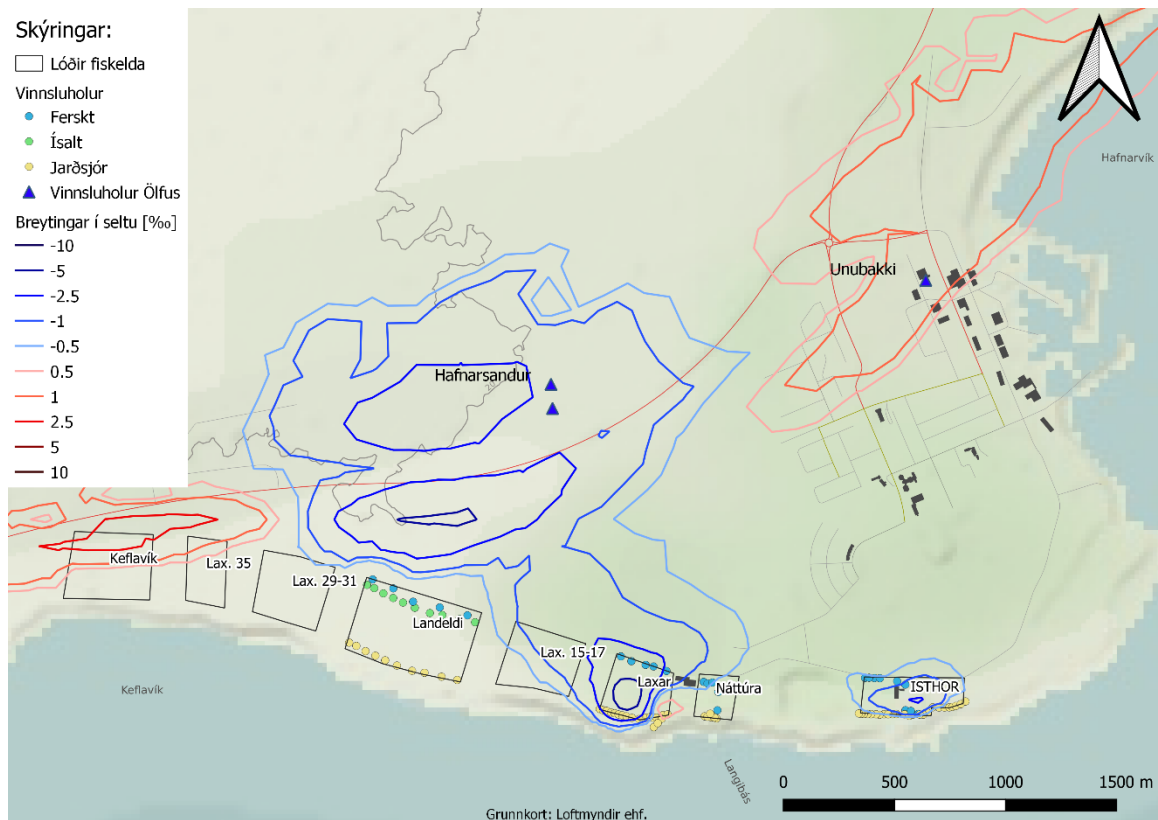 Skýringar:
Lóðir fiskelda
Vinnsluholur
Ferskt
Ísalt
Jarðsjór
Vinnsluholur Ölfus
Breytingar í seltu [‰]
-10
-5
-2.5
-1
-0.5
0.5
1
2.5
5
10
Hafnarvík
Unubakki
Hafnarsandur
Keflavík
Lax. 35
Lax. 29-31
Landeldi
Lax. 15-17
Laxar
Náttúra
ISTHOR
Keflavík
Langibás
0 500 1000 1500 m
Grunnkort: Loftmyndir ehf.